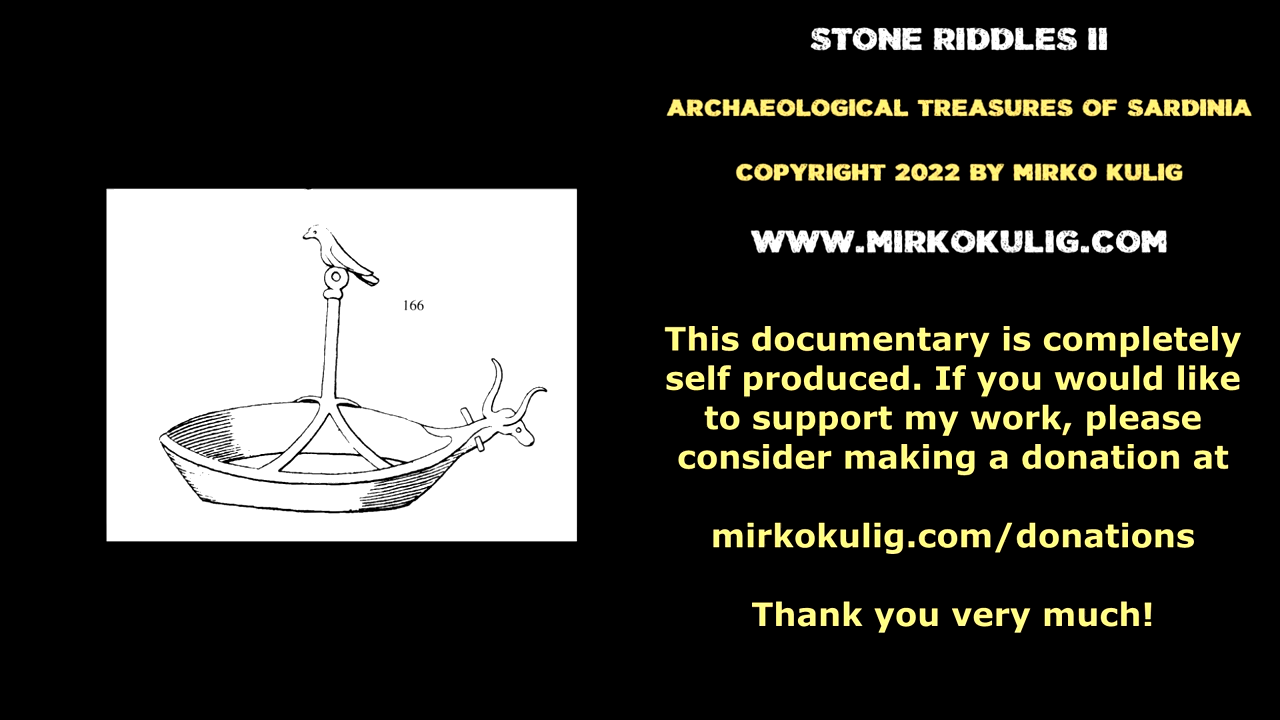 STONE RIDDLES II
ARCHAEOLOGICAL TREASURES OF SARDINIA
COPYRIGHT 2022 BY MIRKO KULIG
WWW.MIRKOKULIG.COM
166
This documentary is completely
self produced. If you would like
to support my work, please
consider making a donation at
mirkokulig.com/donations
Thank you very much!